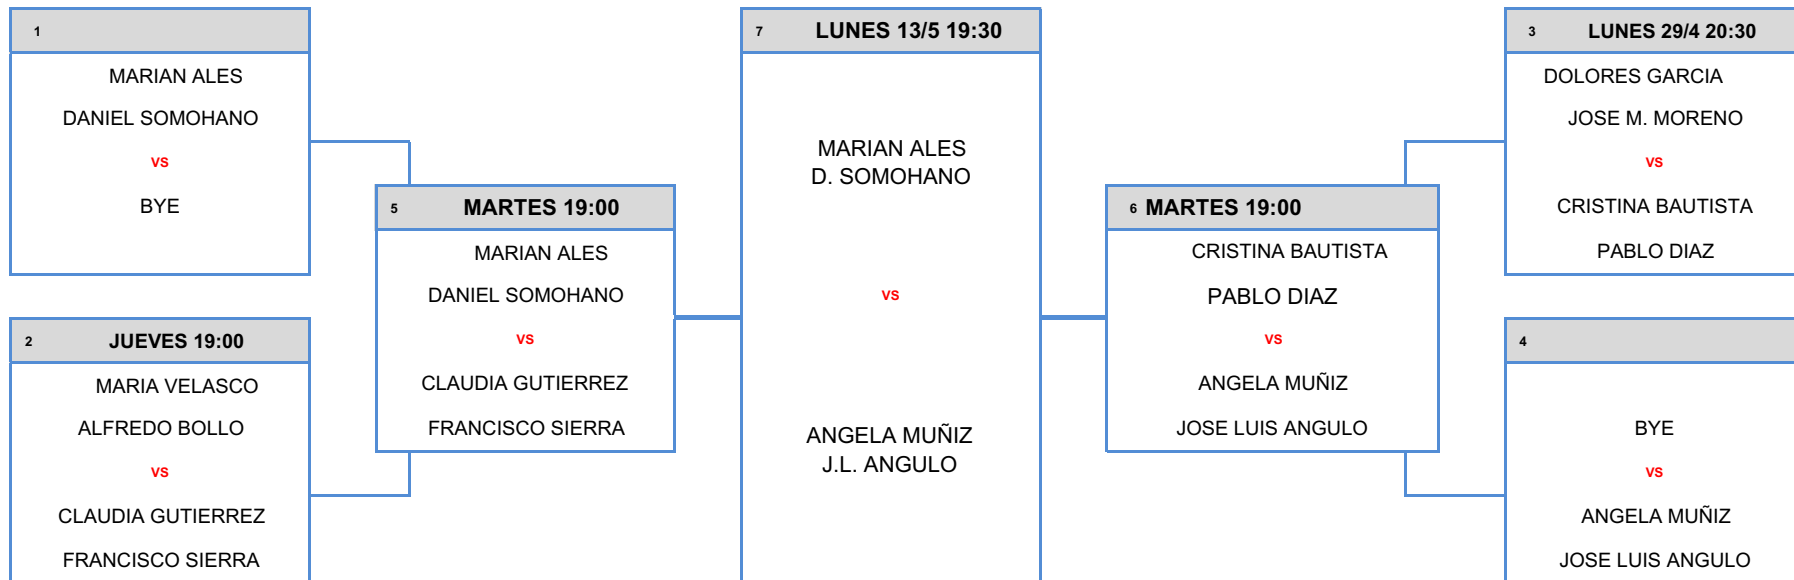 1
MARIAN ALES
DANIEL SOMOHANO
VS
BYE
2 JUEVES 19:00
MARIA VELASCO
ALFREDO BOLLO
VS
CLAUDIA GUTIERREZ
FRANCISCO SIERRA
5 MARTES 19:00
MARIAN ALES
DANIEL SOMOHANO
VS
CLAUDIA GUTIERREZ
FRANCISCO SIERRA
7 LUNES 13/5 19:30
MARIAN ALES
D. SOMOHANO
VS
ANGELA MUÑIZ
J.L. ANGULO
6 MARTES 19:00
CRISTINA BAUTISTA
PABLO DIAZ
VS
ANGELA MUÑIZ
JOSE LUIS ANGULO
3 LUNES 29/4 20:30
DOLORES GARCIA
JOSE M. MORENO
VS
CRISTINA BAUTISTA
PABLO DIAZ
4
BYE
VS
ANGELA MUÑIZ
JOSE LUIS ANGULO